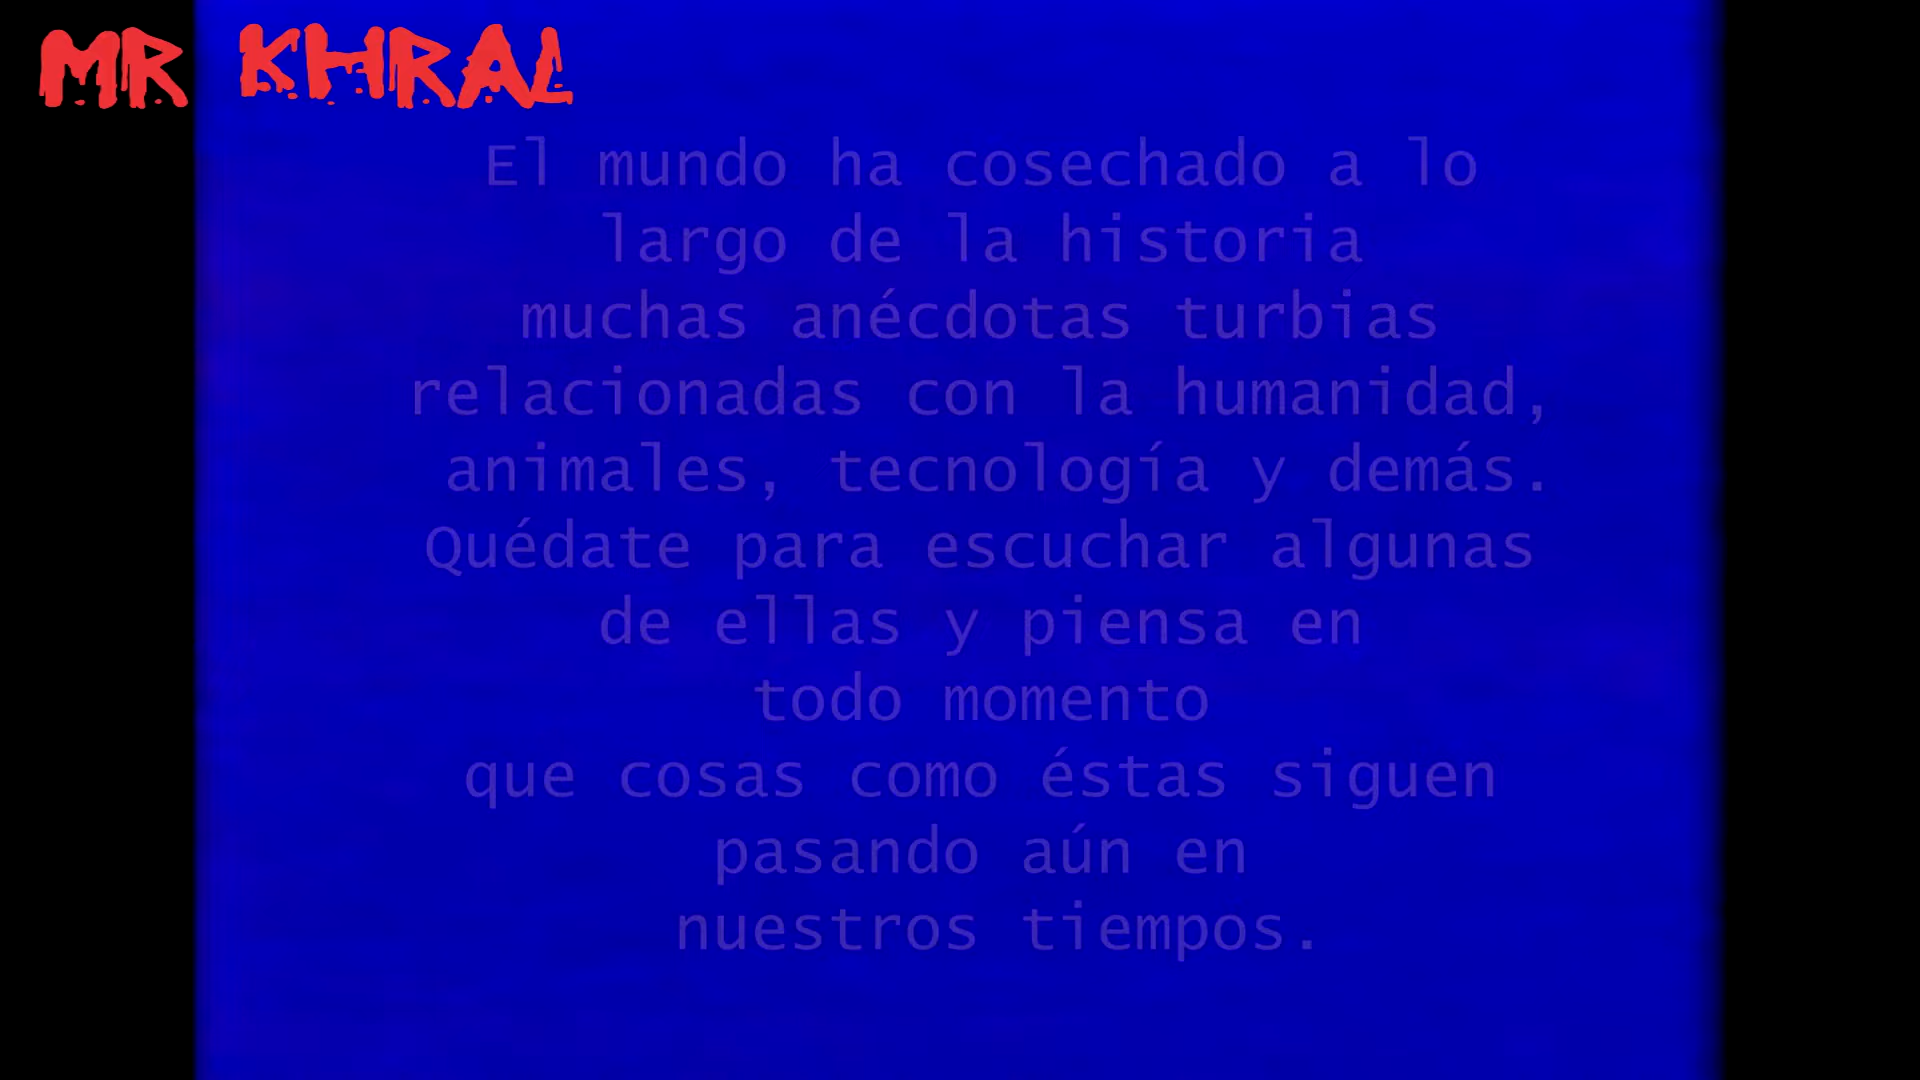 MR KHRAL
El mundo ha cosechado a lo
largo de la historia
muchas anécdotas turbias
relacionadas con la humanidad,
animales, tecnología y demás.
Quédate para escuchar algunas
de ellas y piensa en
todo momento
que cosas como éstas siguen
pasando aún en
nuestros tiempos.